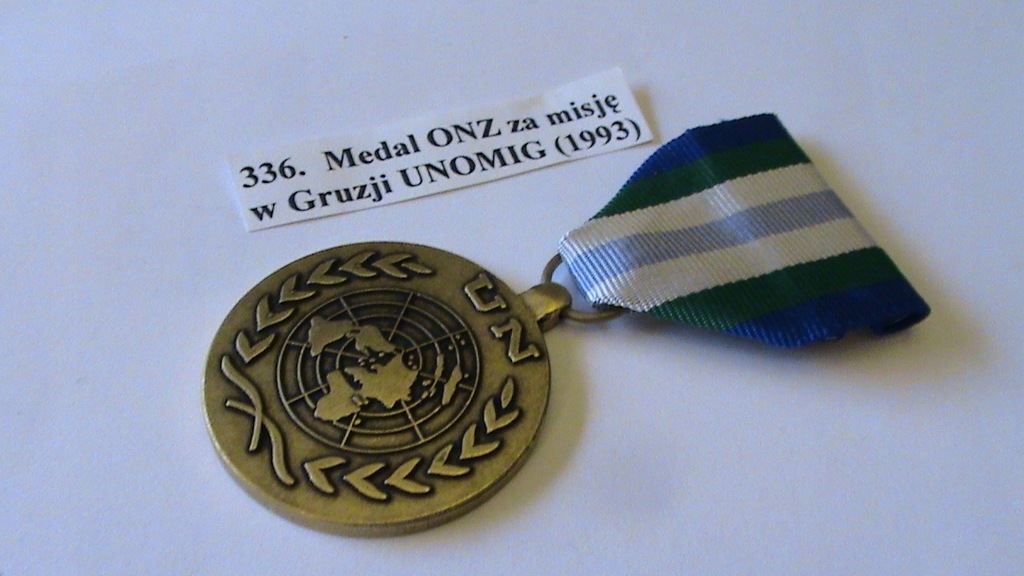 336. Medal ONZ za misję
w Gruzji UNOMIG (1993)
UN